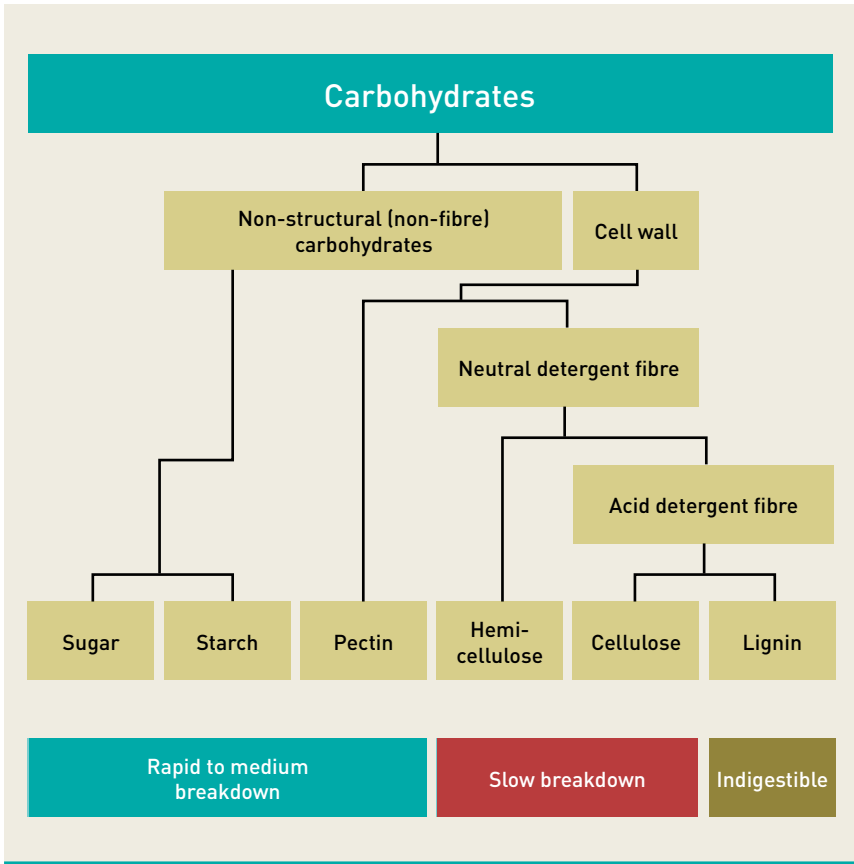 Carbohydrates
Non-structural (non-fibre)
carbohydrates
Cell wall
Neutral detergent fibre
Acid detergent fibre
Sugar
Starch
Pectin
Hemi-
cellulose
Cellulose
Lignin
Rapid to medium
breakdown
Slow breakdown
Indigestible